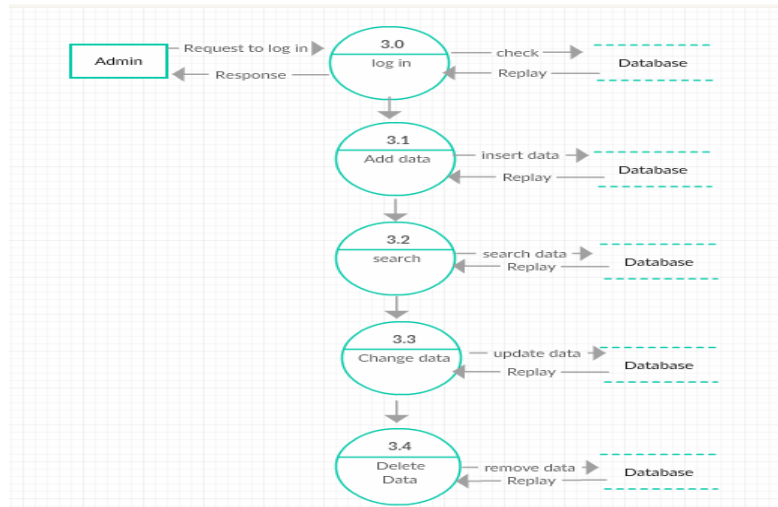 Admin
Request to log in
Response
3.0
log in
check
Replay
Database
3.1
Add data
insert data
Replay
Database
3.2
search
search data
Replay
Database
3.3
Change data
update data
Replay
Database
3.4
Delete
Data
remove data
Replay
Database